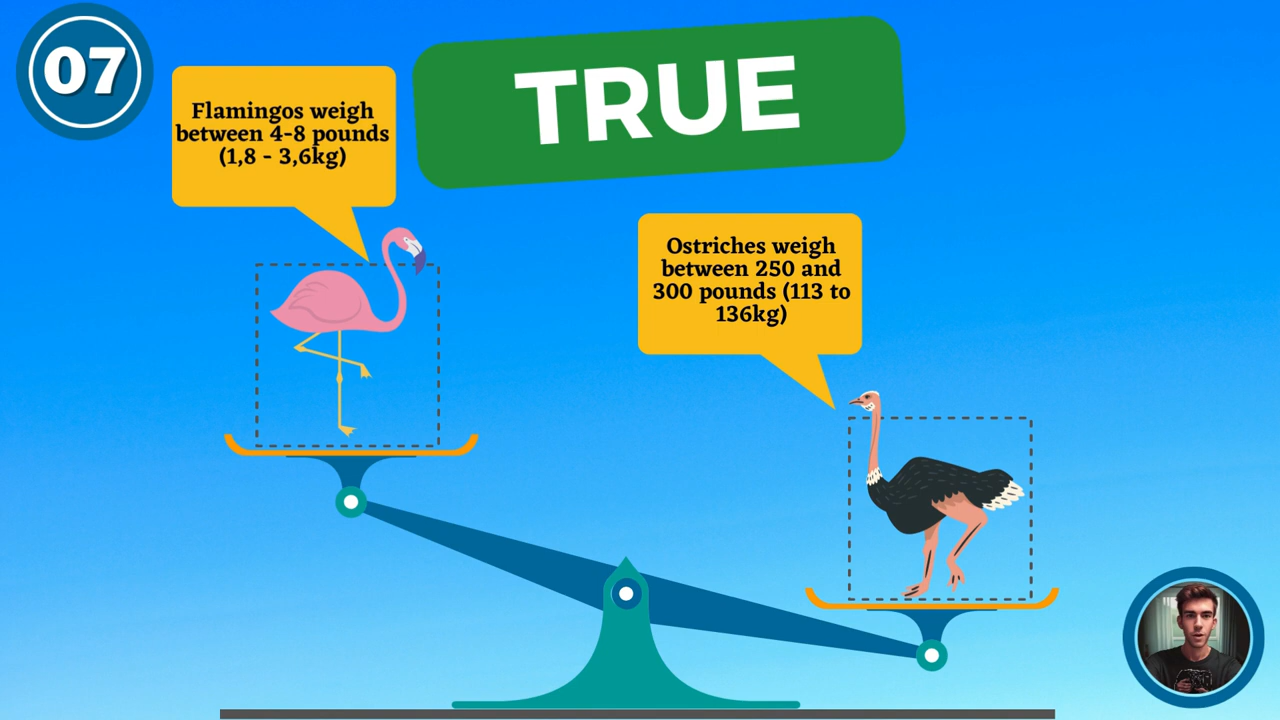 07
TRUE
Flamingos weigh
between 4-8 pounds
(1,8 - 3,6kg)
Ostriches weigh
between 250 and
300 pounds (113 to
136kg)